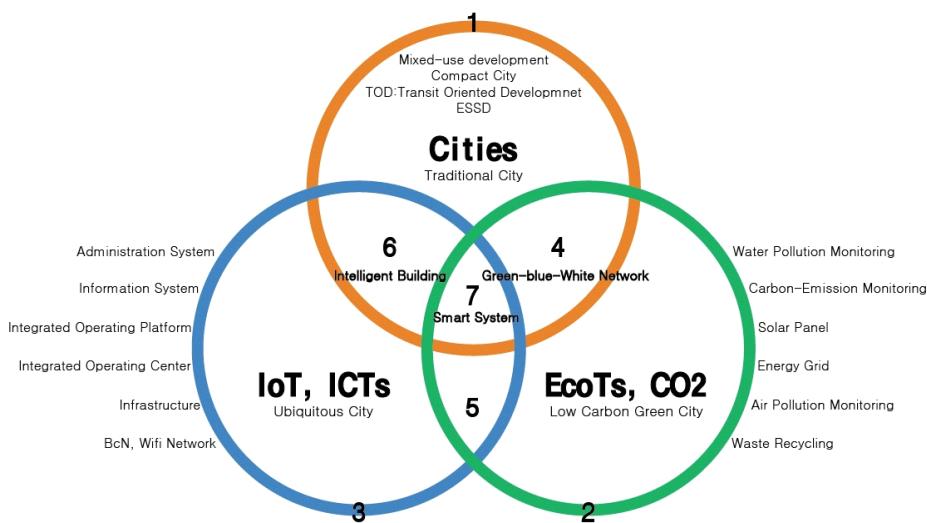 1
Mixed-use development
Compact City
TOD:Transit Oriented Developmnet
ESSD
Cities
Traditional City
6
Intelligent Building
4
Green-blue-White Network
7
Smart System
Administration System
Information System
Integrated Operating Platform
Integrated Operating Center
Infrastructure
BcN, Wifi Network
IoT, ICTs
Ubiquitous City
5
EcoTs, CO2
Low Carbon Green City
Water Pollution Monitoring
Carbon-Emission Monitoring
Solar Panel
Energy Grid
Air Pollution Monitoring
Waste Recycling
3
2